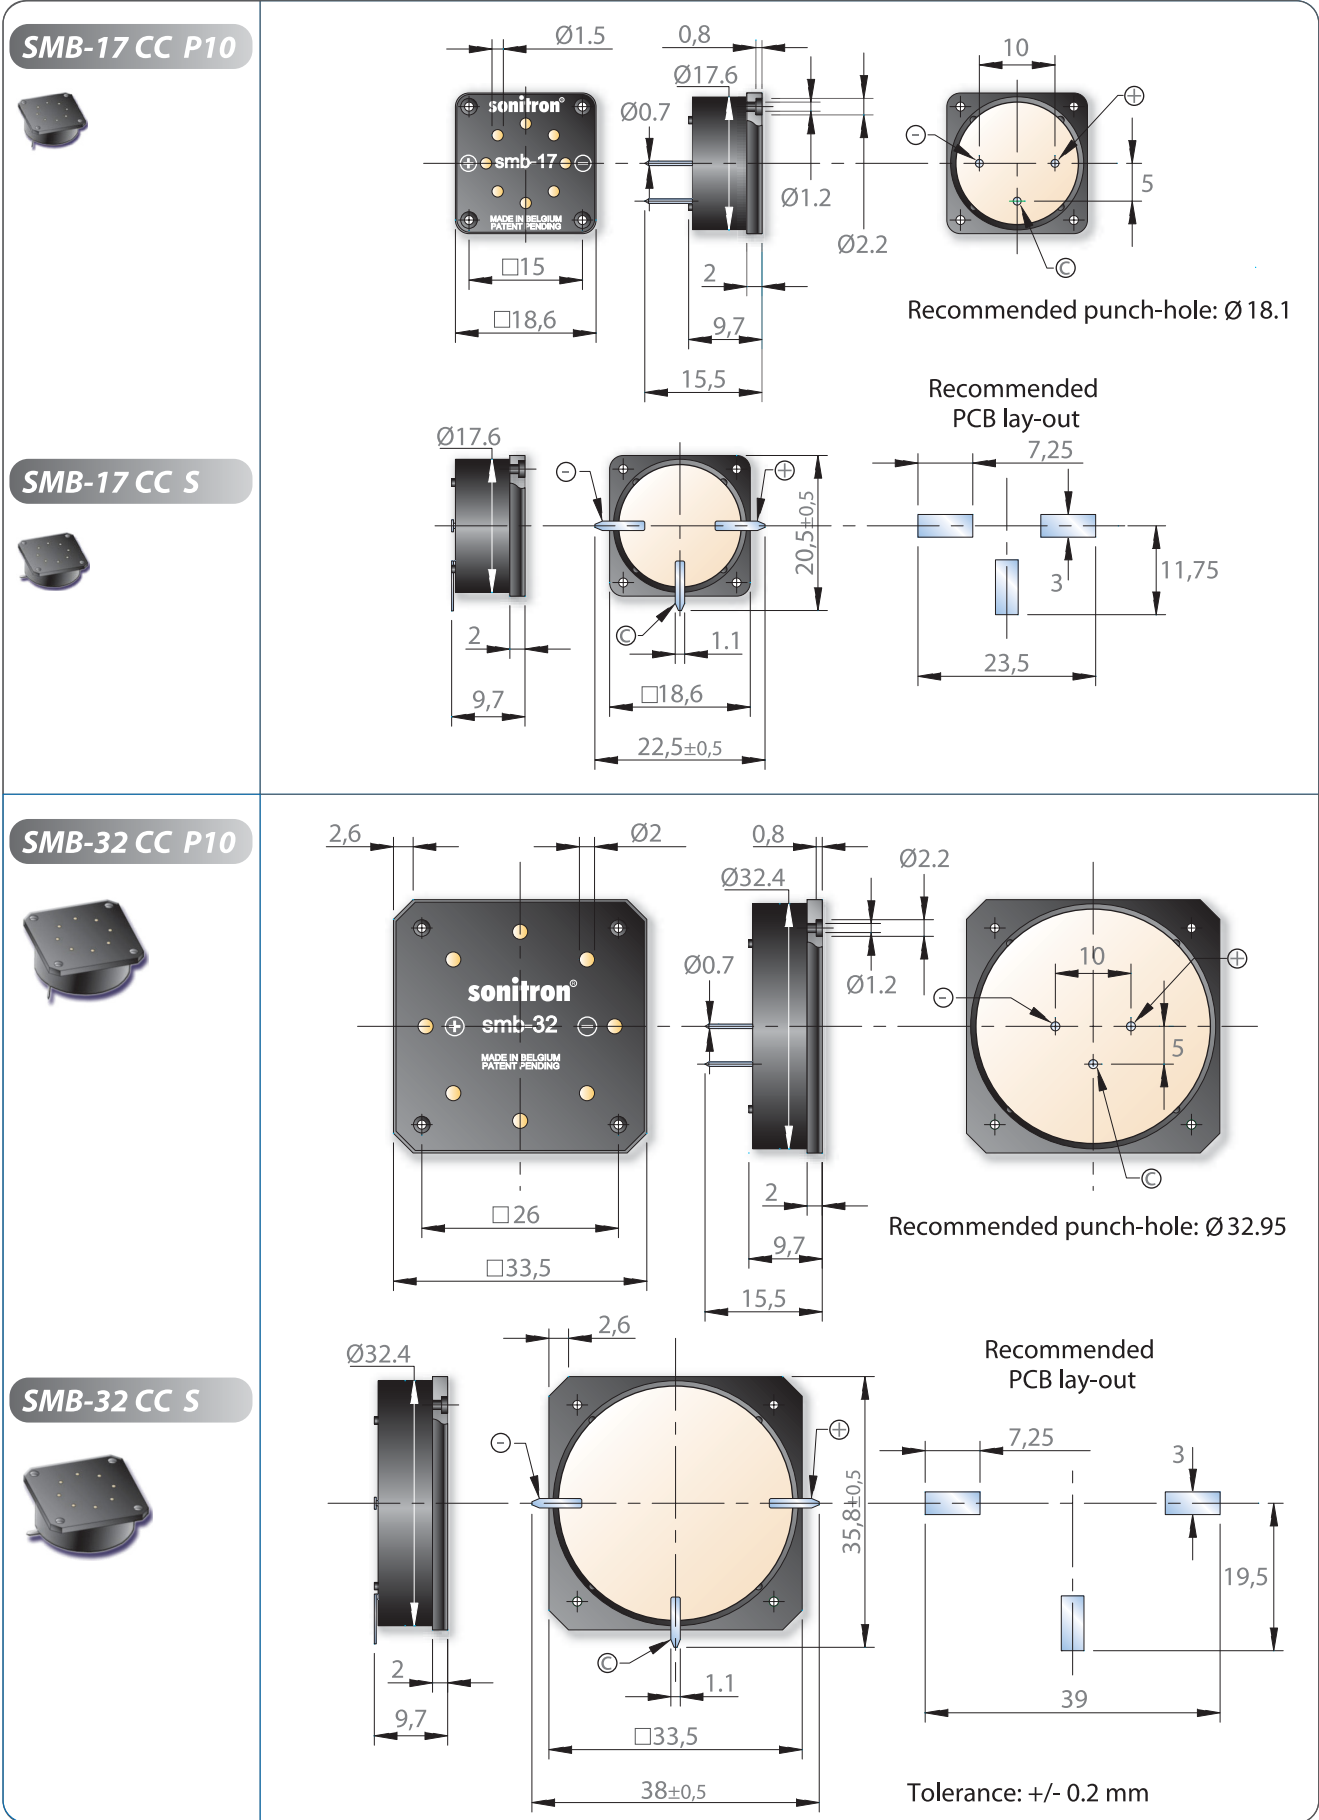 SMB-17 CC P10
Ø1.5
0,8
10
Ø17.6
Ø0.7
sonitron®
smb-17
MADE IN BELGIUM
PATENT PENDING
Ø1.2
Ø2.2
5
©
□15
2
□18,6
9,7
15,5
Recommended punch-hole: Ø 18.1
SMB-17 CC S
Ø17.6
20,5±0,5
Recommended
PCB lay-out
7,25
3
11,75
2
©
1.1
23,5
9,7
□18,6
22,5±0,5
SMB-32 CC P10
2,6
Ø2
0,8
Ø2.2
Ø32.4
Ø0.7
Ø1.2
10
sonitron®
smb-32
MADE IN BELGIUM
PATENT PENDING
5
©
2
□26
9,7
□33,5
15,5
Recommended punch-hole: Ø 32.95
SMB-32 CC S
2,6
Ø32.4
35,8±0,5
Recommended
PCB lay-out
7,25
3
19,5
©
2
1.1
39
9,7
□33,5
38±0,5
Tolerance: +/- 0.2 mm